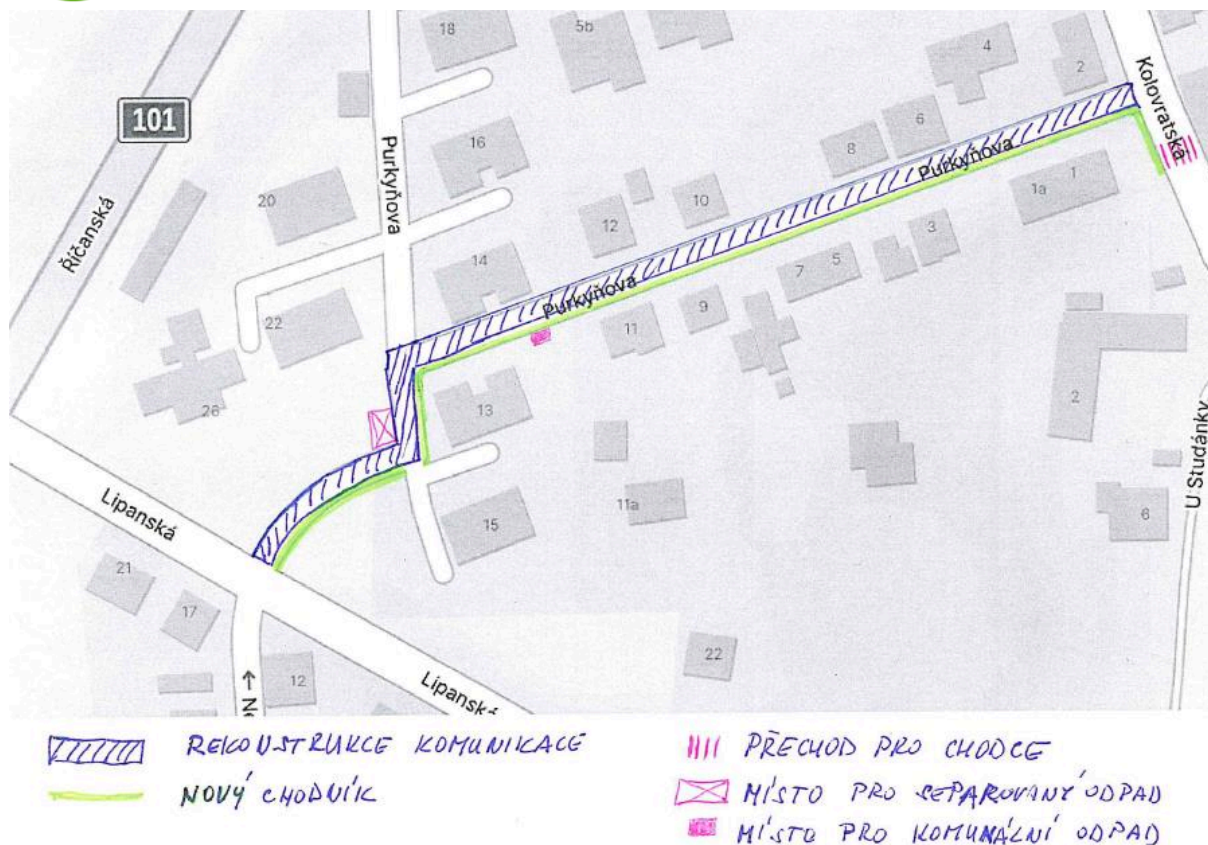 18
5b
4
2
Kolovratská
101
Purkyňova
16
6
8
Purkyňova
1a
1
20
Říčanská
12
10
3
14
7
5
Purkyňova
22
11
9
26
13
2
U Studánky
Lipanská
15
11a
6
21
17
22
12
Lipanská
REKONSTRUKCE KOMUNIKACE
NOVÝ CHODNÍK
PŘECHOD PRO CHODCE
MÍSTO PRO SEPAROVANÝ ODPAD
MÍSTO PRO KOMUNÁLNÍ ODPAD